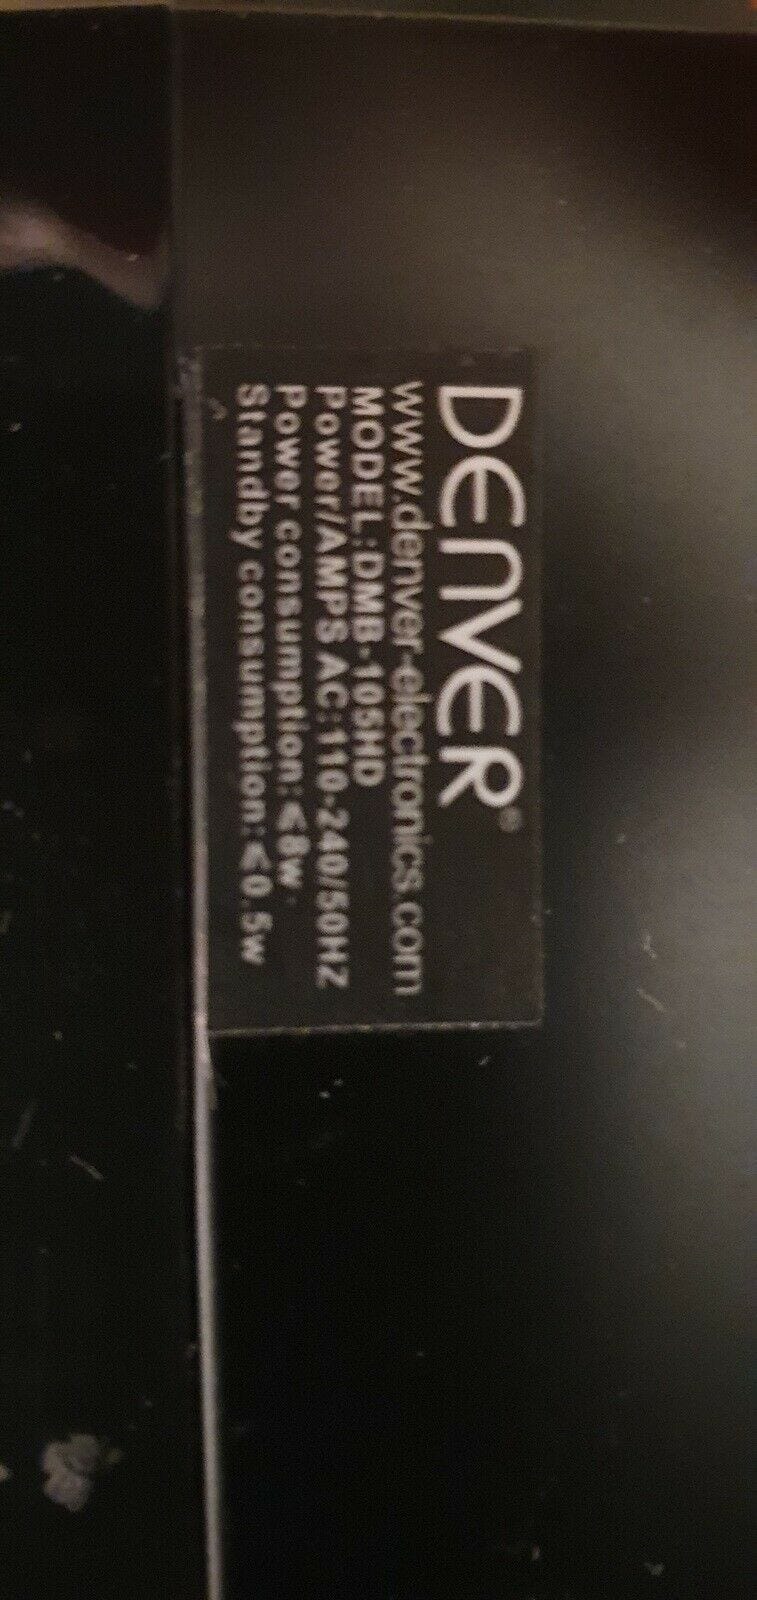 DENVER®
www.denver-electronics.com
MODEL:DMB-105HD
Power/AMPS AC:110-240/50HZ
Power consumption:<8w
Standby consumption:<0.5w